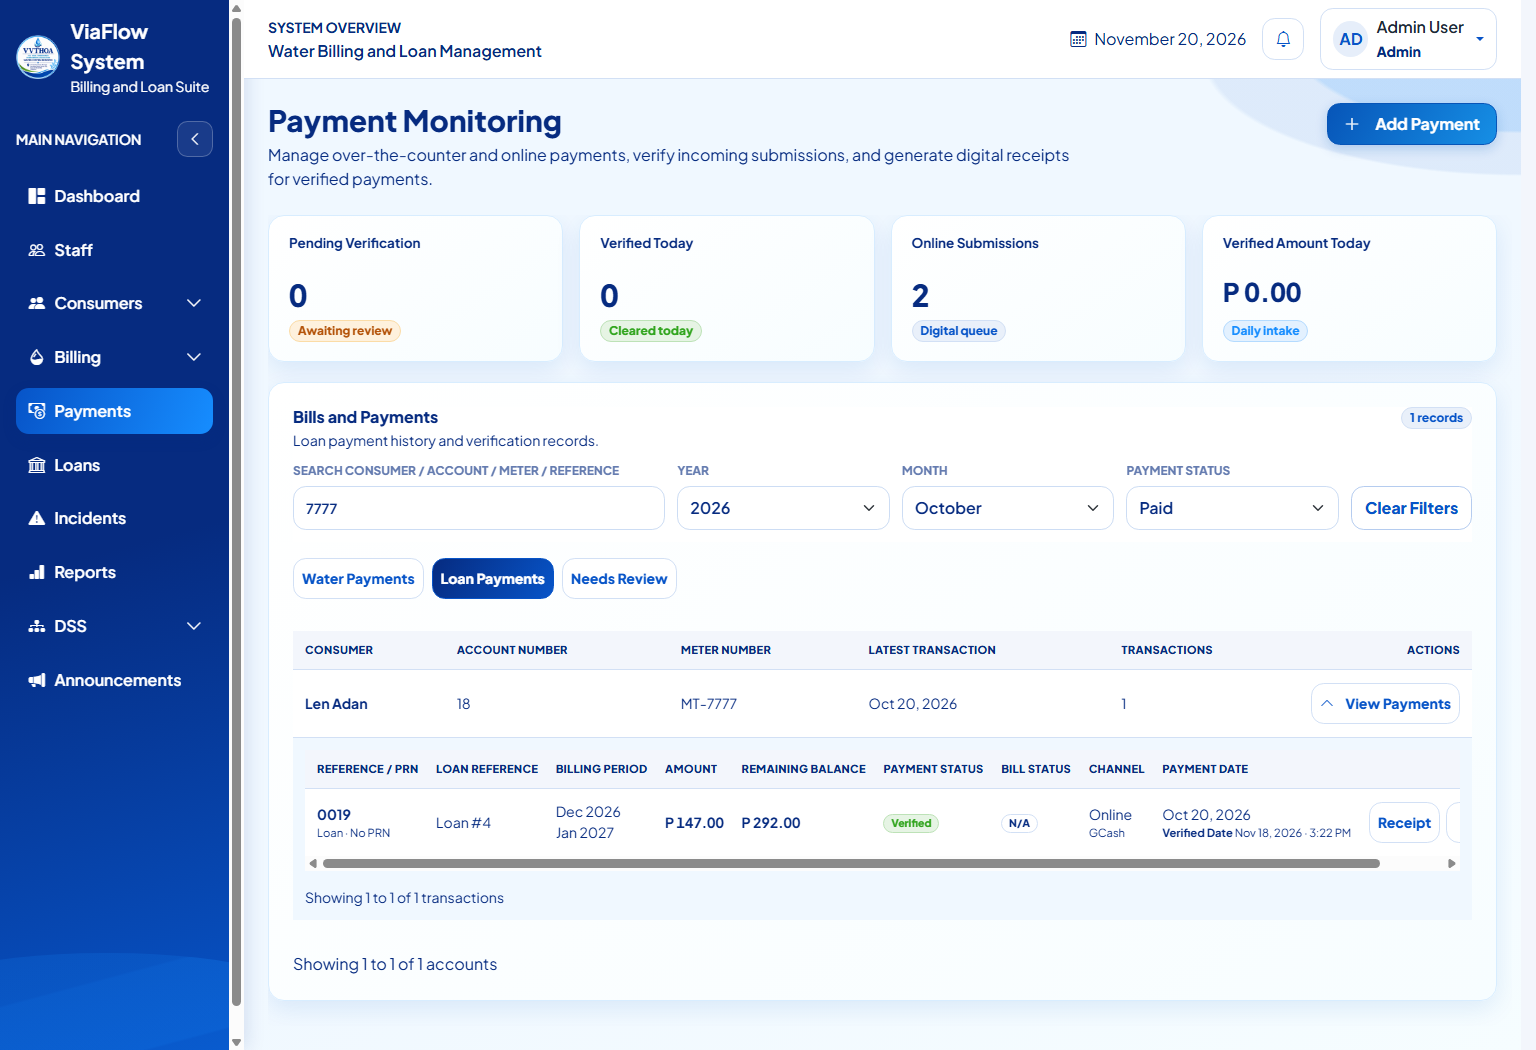 ViaFlow
System
Billing and Loan Suite
VVTHOA
MAIN NAVIGATION
Dashboard
Staff
Consumers
Billing
Payments
Loans
Incidents
Reports
DSS
Announcements
SYSTEM OVERVIEW
Water Billing and Loan Management
November 20, 2026
AD
Admin User
Admin
Payment Monitoring
Manage over-the-counter and online payments, verify incoming submissions, and generate digital receipts
for verified payments.
+ Add Payment
Pending Verification
0
Awaiting review
Verified Today
0
Cleared today
Online Submissions
2
Digital queue
Verified Amount Today
P 0.00
Daily intake
Bills and Payments
1 records
Loan payment history and verification records.
SEARCH CONSUMER / ACCOUNT / METER / REFERENCE
YEAR
MONTH
PAYMENT STATUS
7777
2026
October
Paid
Clear Filters
Water Payments
Loan Payments
Needs Review
CONSUMER ACCOUNT NUMBER METER NUMBER LATEST TRANSACTION TRANSACTIONS ACTIONS
Len Adan 18 MT-7777 Oct 20, 2026 1 View Payments
REFERENCE / PRN LOAN REFERENCE BILLING PERIOD AMOUNT REMAINING BALANCE PAYMENT STATUS BILL STATUS CHANNEL PAYMENT DATE
0019
Loan · No PRN
Loan #4
Dec 2026
Jan 2027
P 147.00
P 292.00
Verified
N/A
Online
GCash
Oct 20, 2026
Verified Date Nov 18, 2026 · 3:22 PM
Receipt
Showing 1 to 1 of 1 transactions
Showing 1 to 1 of 1 accounts